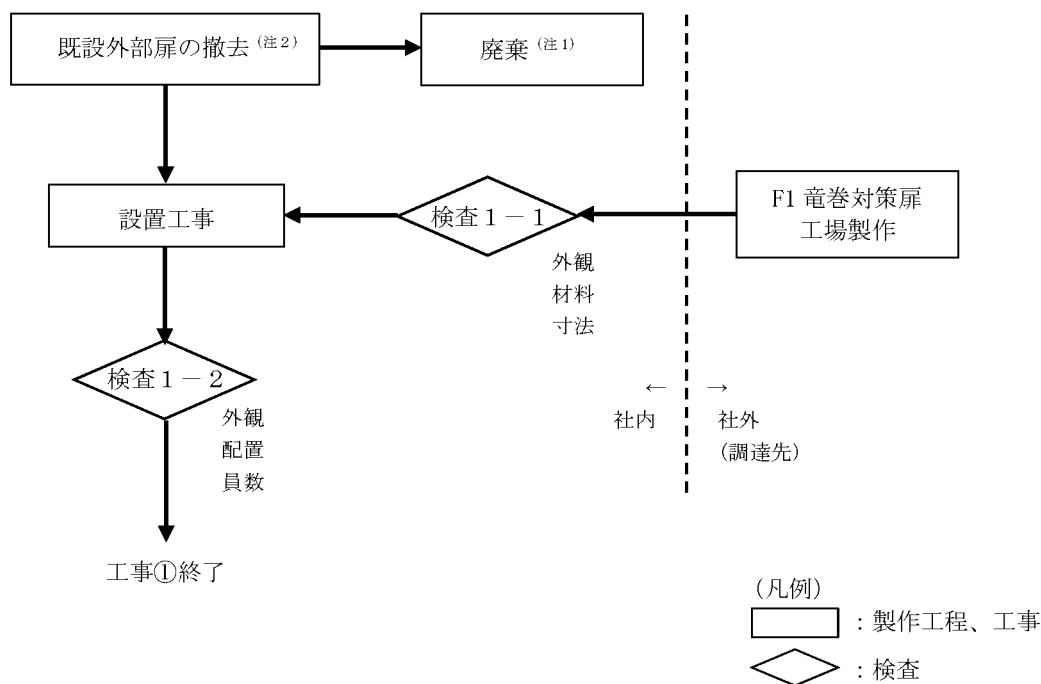 既設外部扉の撤去（注２）
廃棄（注１）
設置工事
検査１－１
F1 竜巻対策扉
工場製作
外観
材料
寸法
検査１－２
外観
配置
員数
←
→
社内
社外
(調達先)
工事①終了
(凡例)
：製作工程、工事
：検査